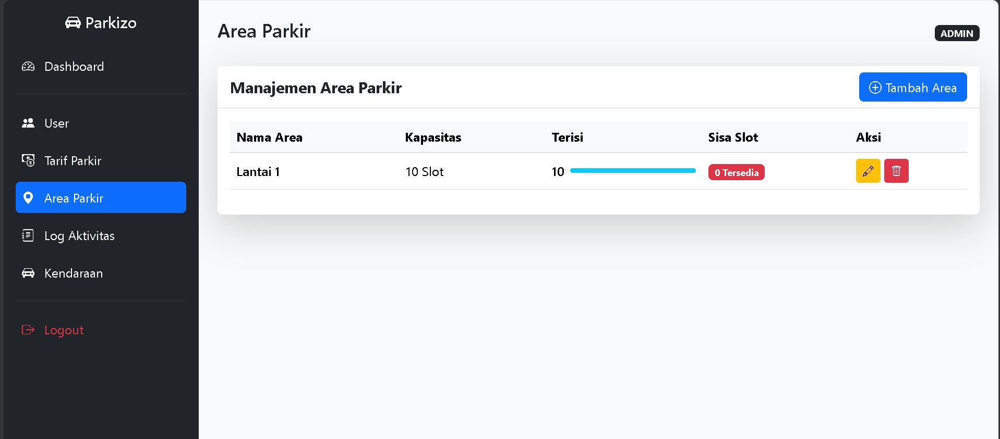 Parkizo
Dashboard
User
Tarif Parkir
Area Parkir
Log Aktivitas
Kendaraan
Logout
Area Parkir
ADMIN
Manajemen Area Parkir
Tambah Area
Nama Area Kapasitas Terisi Sisa Slot Aksi
Lantai 1 10 Slot 10 0 Tersedia